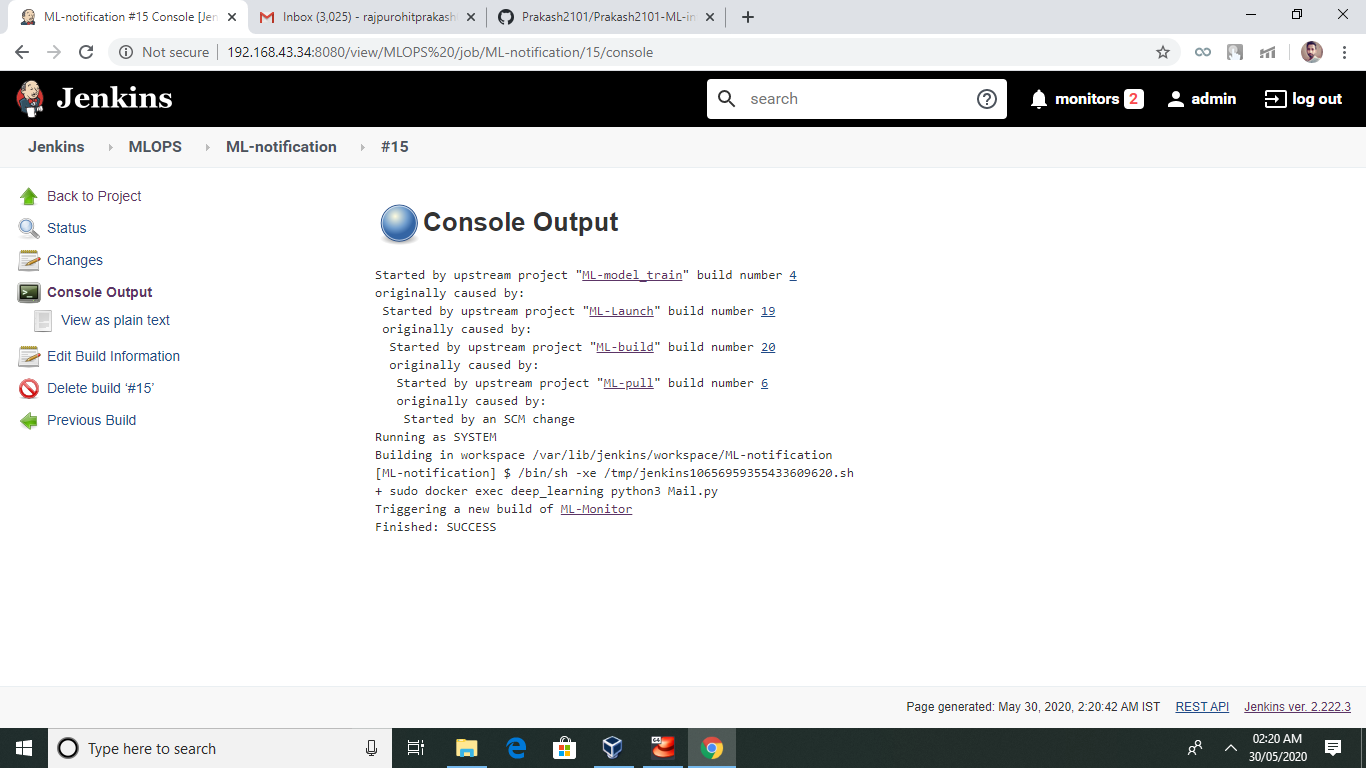 ML-notification #15 Console [Jen
Inbox (3,025) - rajpurohitprakash
Prakash2101/Prakash2101-ML-in
Not secure
192.168.43.34:8080/view/MLOPS%20/job/ML-notification/15/console
Jenkins
search
monitors 2
admin
log out
Jenkins
MLOPS
ML-notification
#15
Back to Project
Status
Changes
Console Output
View as plain text
Edit Build Information
Delete build ‘#15’
Previous Build
Console Output
Started by upstream project "ML-model_train" build number 4
originally caused by:
Started by upstream project "ML-Launch" build number 19
originally caused by:
Started by upstream project "ML-build" build number 20
originally caused by:
Started by upstream project "ML-pull" build number 6
originally caused by:
Started by an SCM change
Running as SYSTEM
Building in workspace /var/lib/jenkins/workspace/ML-notification
[ML-notification] $ /bin/sh -xe /tmp/jenkins10656959355433609620.sh
+ sudo docker exec deep_learning python3 Mail.py
Triggering a new build of ML-Monitor
Finished: SUCCESS
Page generated: May 30, 2020, 2:20:42 AM IST
REST API
Jenkins ver. 2.222.3
Type here to search
64
02:20 AM
30/05/2020